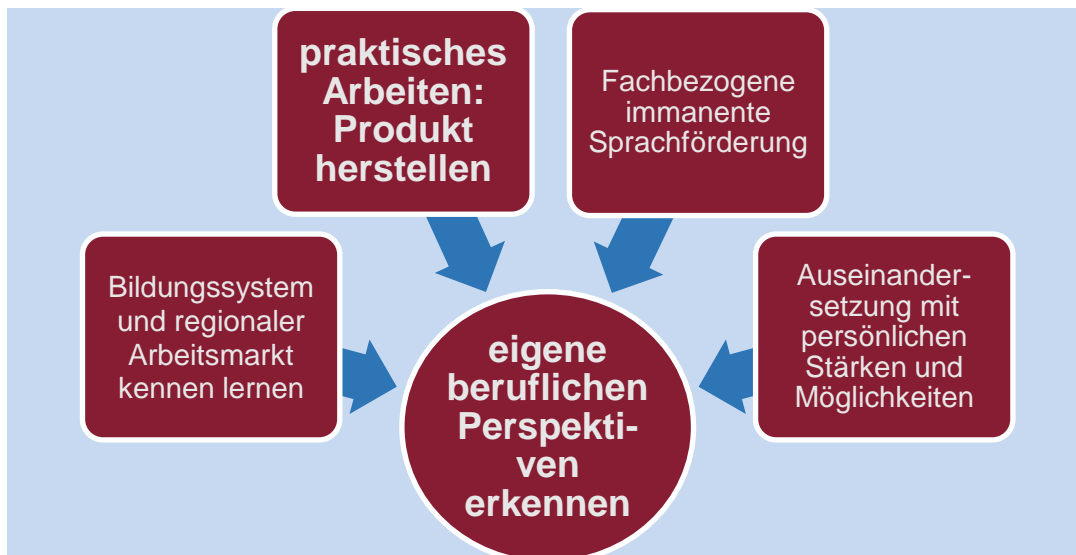 praktisches
Arbeiten:
Produkt
herstellen
Fachbezogene
immanente
Sprachförderung
Bildungssystem
und regionaler
Arbeitsmarkt
kennen lernen
Auseinander-
setzung mit
persönlichen
Stärken und
Möglichkeiten
eigene
beruflichen
Perspekti-
ven
erkennen